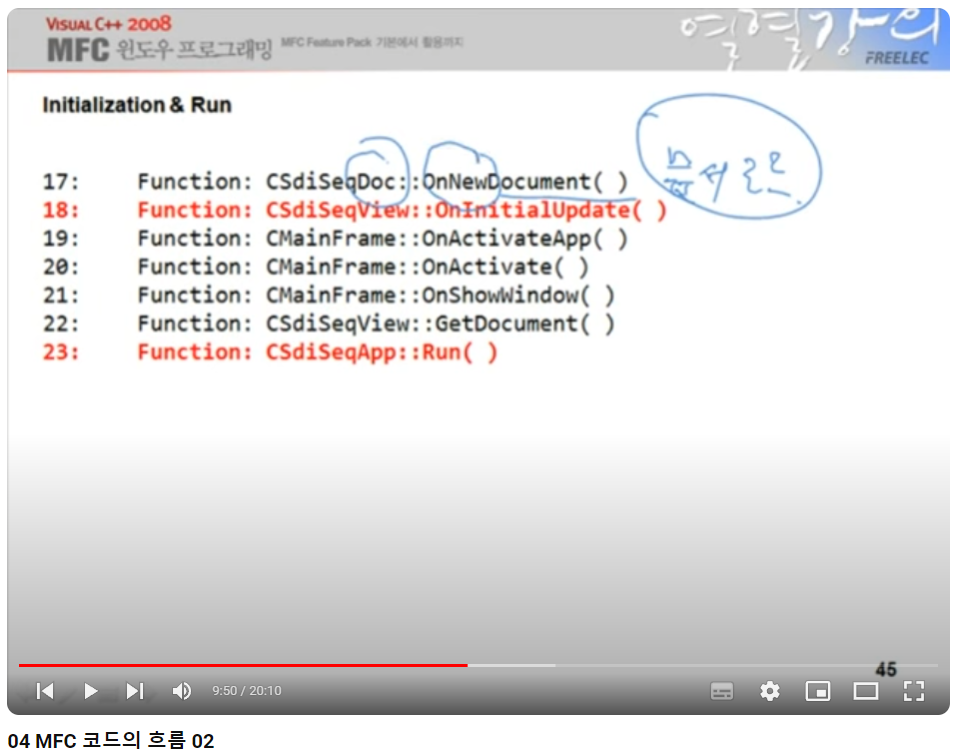 VISUAL C++ 2008
MFC 윈도우 프로그래밍 MFC Feature Pack 기본에서 활용까지
열혈강의
FREELEC
Initialization & Run
17: Function: CSdiSeqDoc::OnNewDocument( )
18: Function: CSdiSeqView::OnInitialUpdate( )
19: Function: CMainFrame::OnActivateApp( )
20: Function: CMainFrame::OnActivate( )
21: Function: CMainFrame::OnShowWindow( )
22: Function: CSdiSeqView::GetDocument( )
23: Function: CSdiSeqApp::Run( )
45
9:50 / 20:10
04 MFC 코드의 흐름 02